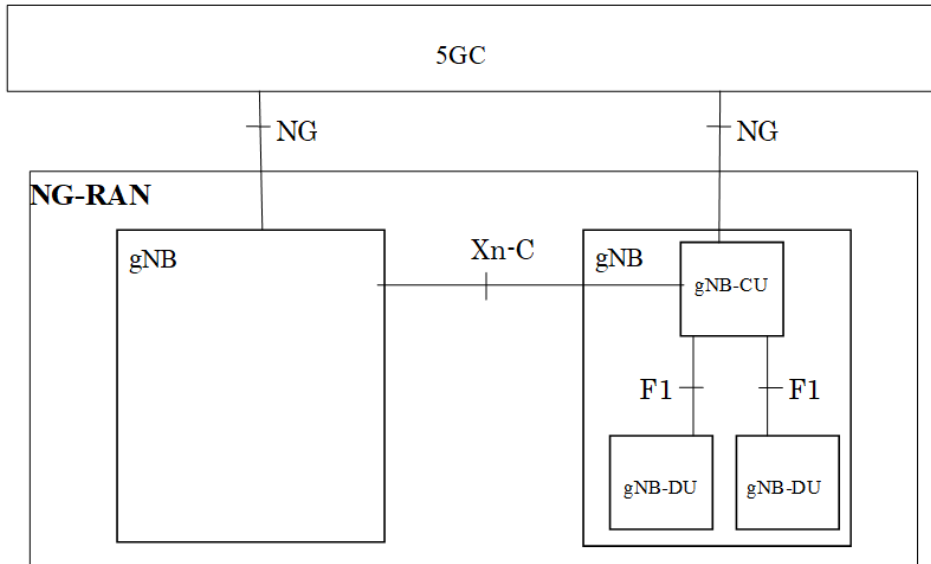 5GC
NG
NG
NG-RAN
gNB
Xn-C
gNB
gNB-CU
F1
F1
gNB-DU
gNB-DU